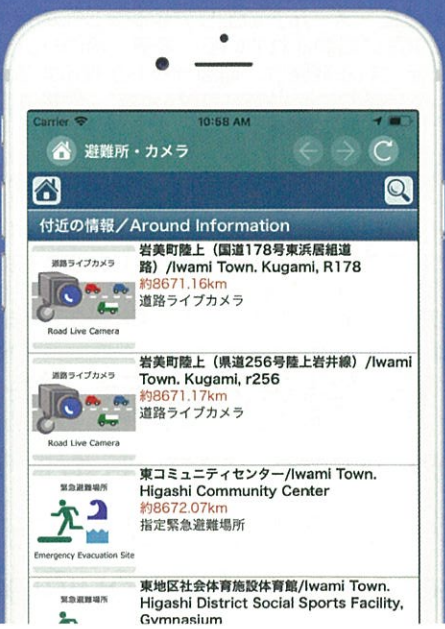 Carrier 10:58 AM
避難所・カメラ
付近の情報/Around Information
道路ライブカメラ
Road Live Camera
岩美町陸上（国道178号東浜居組道
路）/Iwami Town. Kugami, R178
約8671.16km
道路ライブカメラ
道路ライブカメラ
Road Live Camera
岩美町陸上（県道256号陸上岩井線）/Iwami
Town. Kugami, r256
約8671.17km
道路ライブカメラ
緊急避難場所
Emergency Evacuation Site
東コミュニティセンター/Iwami Town.
Higashi Community Center
約8672.07km
指定緊急避難場所
緊急避難場所
東地区社会体育施設体育館/Iwami Town.
Higashi District Social Sports Facility,
Gymnasium